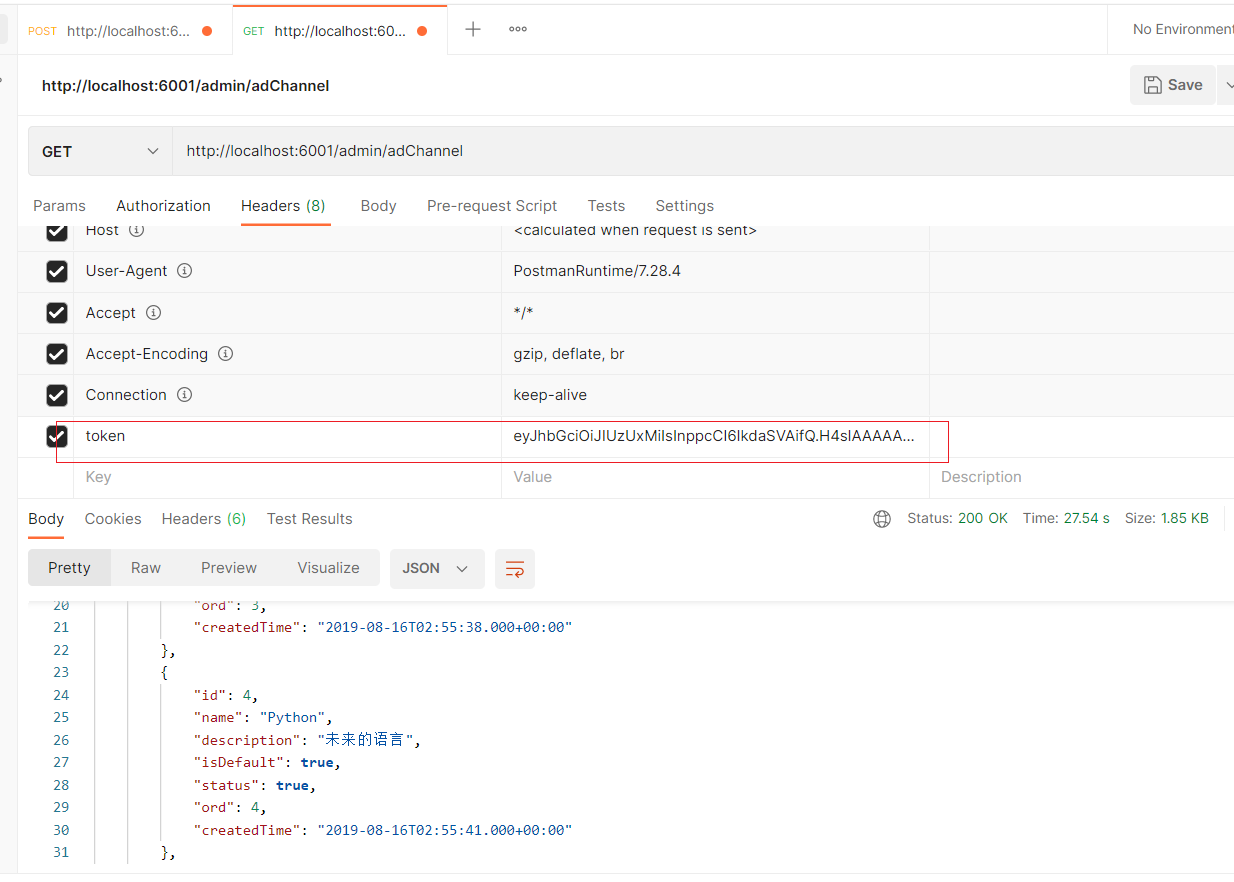 POST http://localhost:6... GET http://localhost:60... No Environment
http://localhost:6001/admin/adChannel Save
GET http://localhost:6001/admin/adChannel
Params Authorization Headers (8) Body Pre-request Script Tests Settings
Host <calculated when request is sent>
User-Agent PostmanRuntime/7.28.4
Accept */*
Accept-Encoding gzip, deflate, br
Connection keep-alive
token eyJhbGciOiJIUzUxMiIsInppcCI6IkdaSVAifQ.H4sIAAAAA...
Key Value Description
Body Cookies Headers (6) Test Results Status: 200 OK Time: 27.54 s Size: 1.85 KB
Pretty Raw Preview Visualize JSON
20 "ord": 3,
21 "createdTime": "2019-08-16T02:55:38.000+00:00"
22 },
23 {
24 "id": 4,
25 "name": "Python",
26 "description": "未来的语言",
27 "isDefault": true,
28 "status": true,
29 "ord": 4,
30 "createdTime": "2019-08-16T02:55:41.000+00:00"
31 },